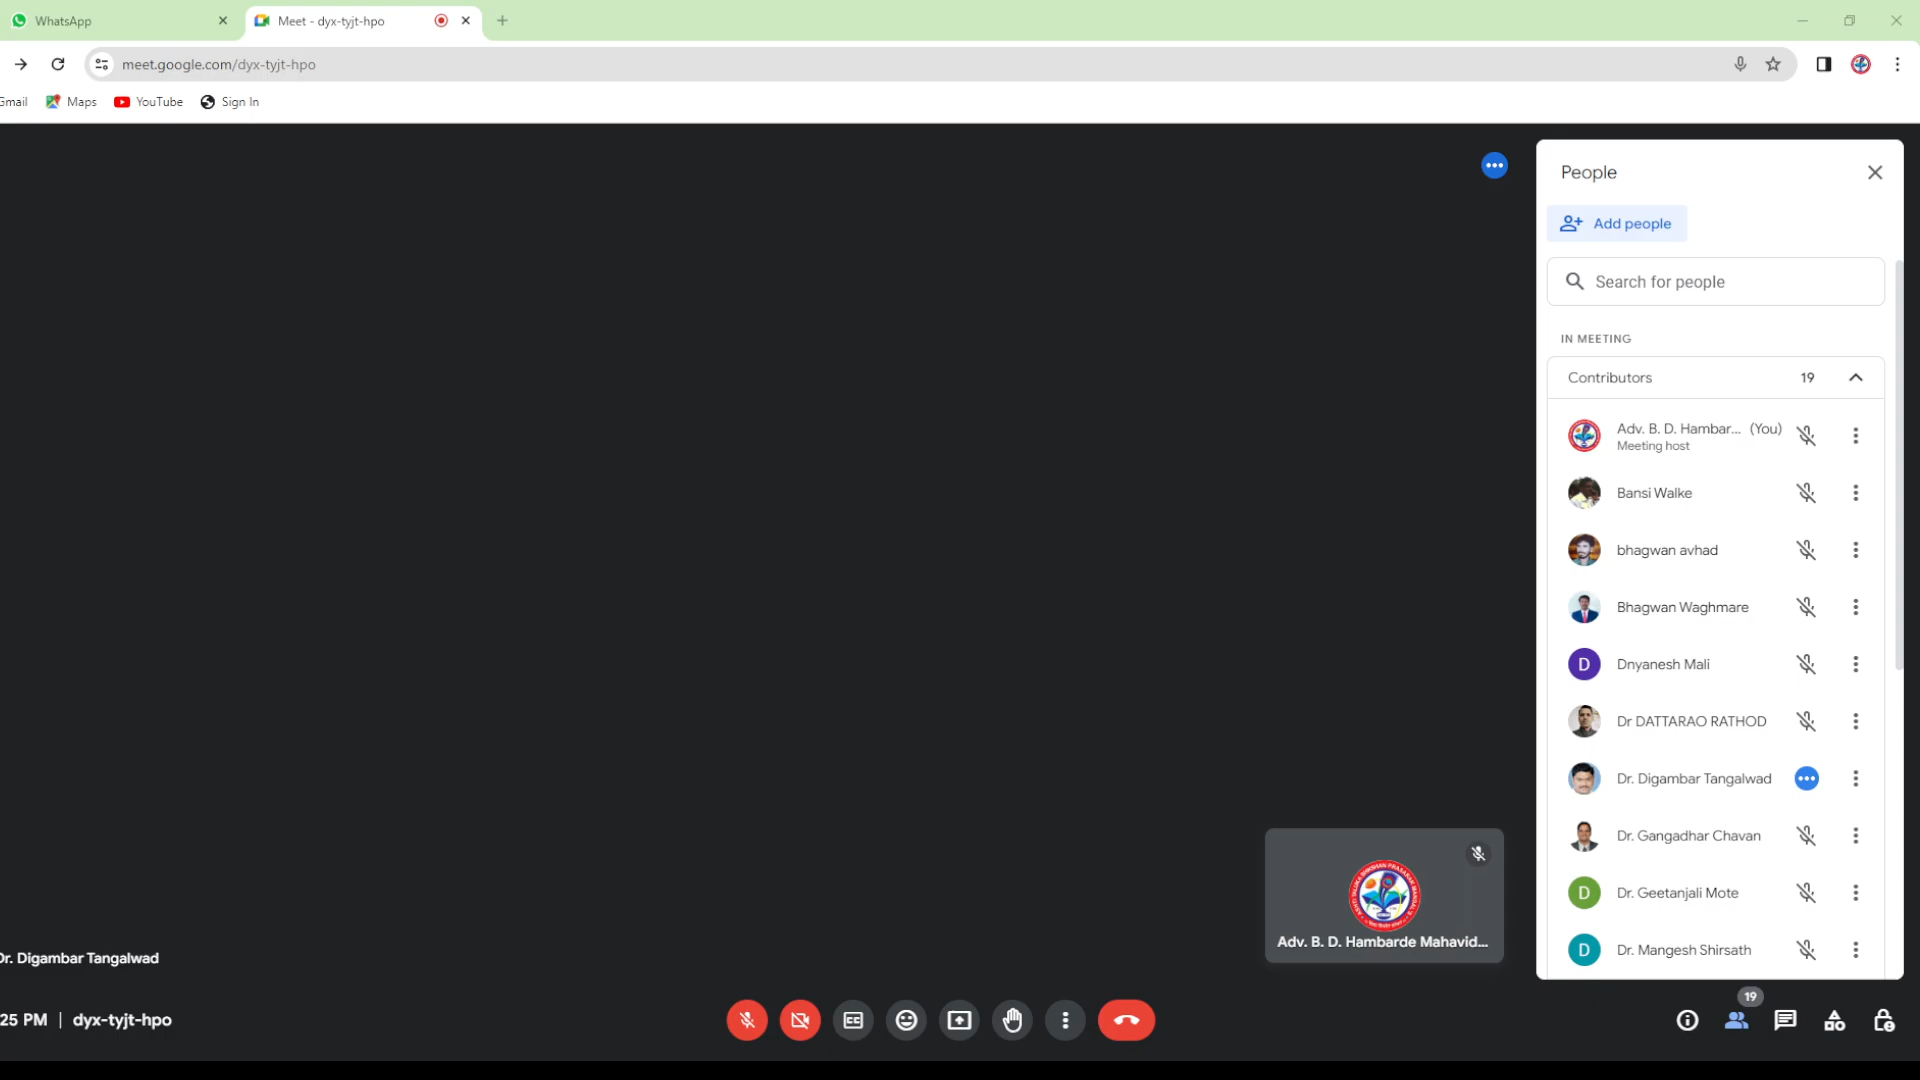 WhatsApp
Meet - dyx-tyjt-hpo
meet.google.com/dyx-tyjt-hpo
Gmail
Maps
YouTube
Sign In
People
Add people
Search for people
IN MEETING
Contributors 19
Adv. B. D. Hambar... (You)
Meeting host
Bansi Walke
bhagwan avhad
Bhagwan Waghmare
D Dnyanesh Mali
Dr DATTARAO RATHOD
Dr. Digambar Tangalwad
Dr. Gangadhar Chavan
D Dr. Geetanjali Mote
D Dr. Mangesh Shirsath
Adv. B. D. Hambarde Mahavid...
Dr. Digambar Tangalwad
25 PM | dyx-tyjt-hpo
19